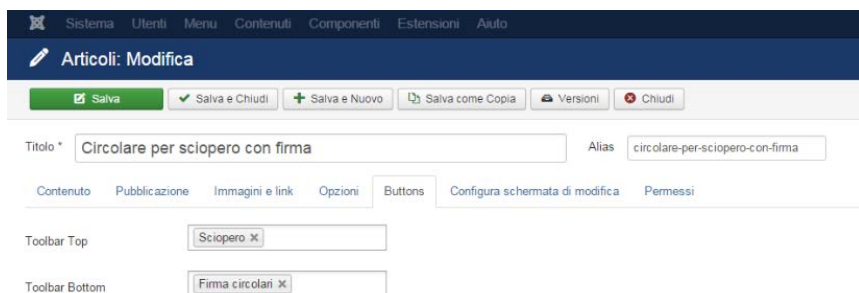 Sistema Utenti Menu Contenuti Componenti Estensioni Aiuto
Articoli: Modifica
Salva Salva e Chiudi Salva e Nuovo Salva come Copia Versioni Chiudi
Titolo * Circolare per sciopero con firma Alias circolare-per-sciopero-con-firma
Contenuto Pubblicazione Immagini e link Opzioni Buttons Configura schermata di modifica Permessi
Toolbar Top Sciopero ×
Toolbar Bottom Firma circolari ×